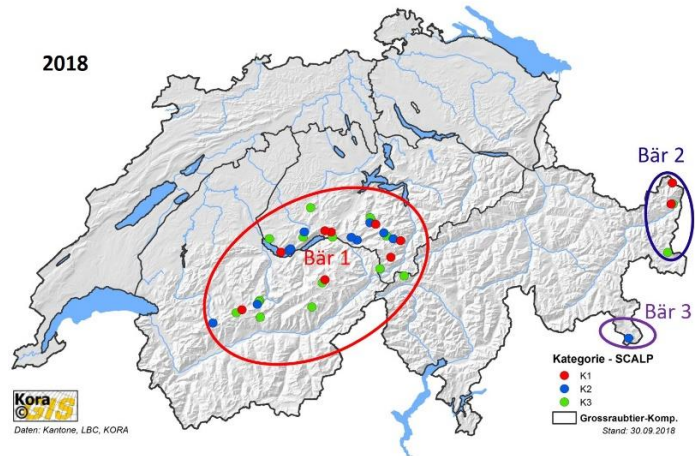 2018
Bär 2
Bär 1
Bär 3
Kategorie - SCALP
K1
K2
K3
Grossraubtier-Komp.
Stand: 30.09.2018
Kora
© GIS
Daten: Kantone, LBC, KORA